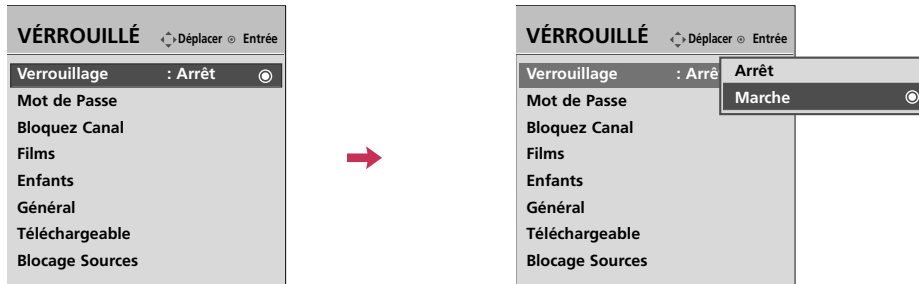 VÉRROUILLÉ Déplacer Entrée
Verrouillage : Arrêt
Mot de Passe
Bloquez Canal
Films
Enfants
Général
Téléchargeable
Blocage Sources
VÉRROUILLÉ Déplacer Entrée
Verrouillage : Arrê
Arrêt
Marche
Mot de Passe
Bloquez Canal
Films
Enfants
Général
Téléchargeable
Blocage Sources